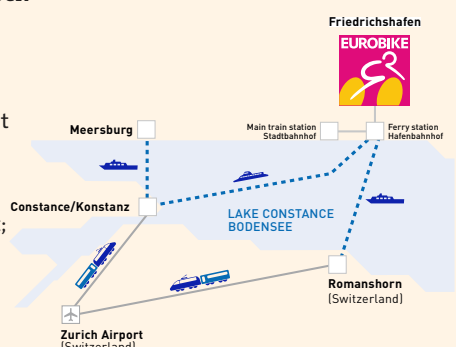 Friedrichshafen
EUROBIKE
Main train station
Stadtbahnhof
Ferry station
Hafenbahnhof
t
Meersburg
Constance/Konstanz
;
LAKE CONSTANCE
BODENSEE
Romanshorn
(Switzerland)
Zurich Airport
(Switzerland)